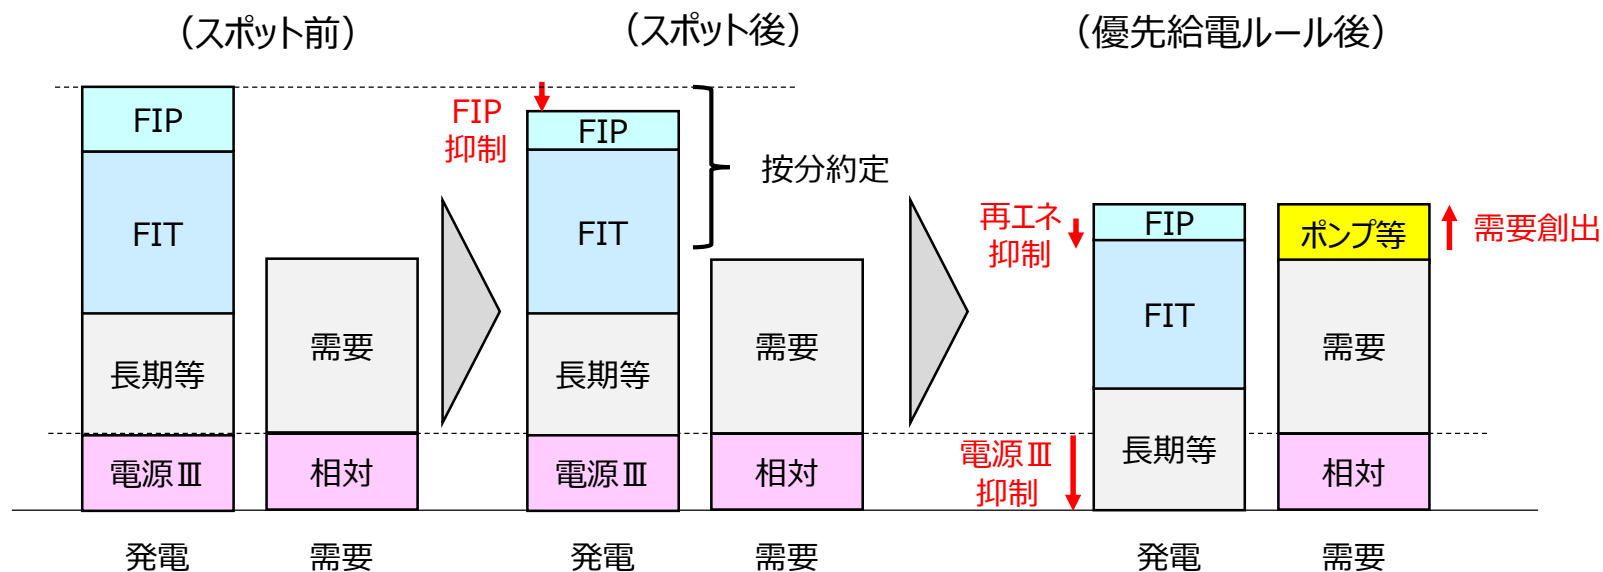 （スポット前）
（スポット後）
（優先給電ルール後）
FIP
FIT
長期等
電源Ⅲ
需要
相対
発電
需要
FIP
抑制
FIP
FIT
長期等
電源Ⅲ
按分約定
需要
相対
発電
需要
再エネ
抑制
電源Ⅲ
抑制
FIP
FIT
長期等
ポンプ等
需要
相対
需要創出
発電
需要